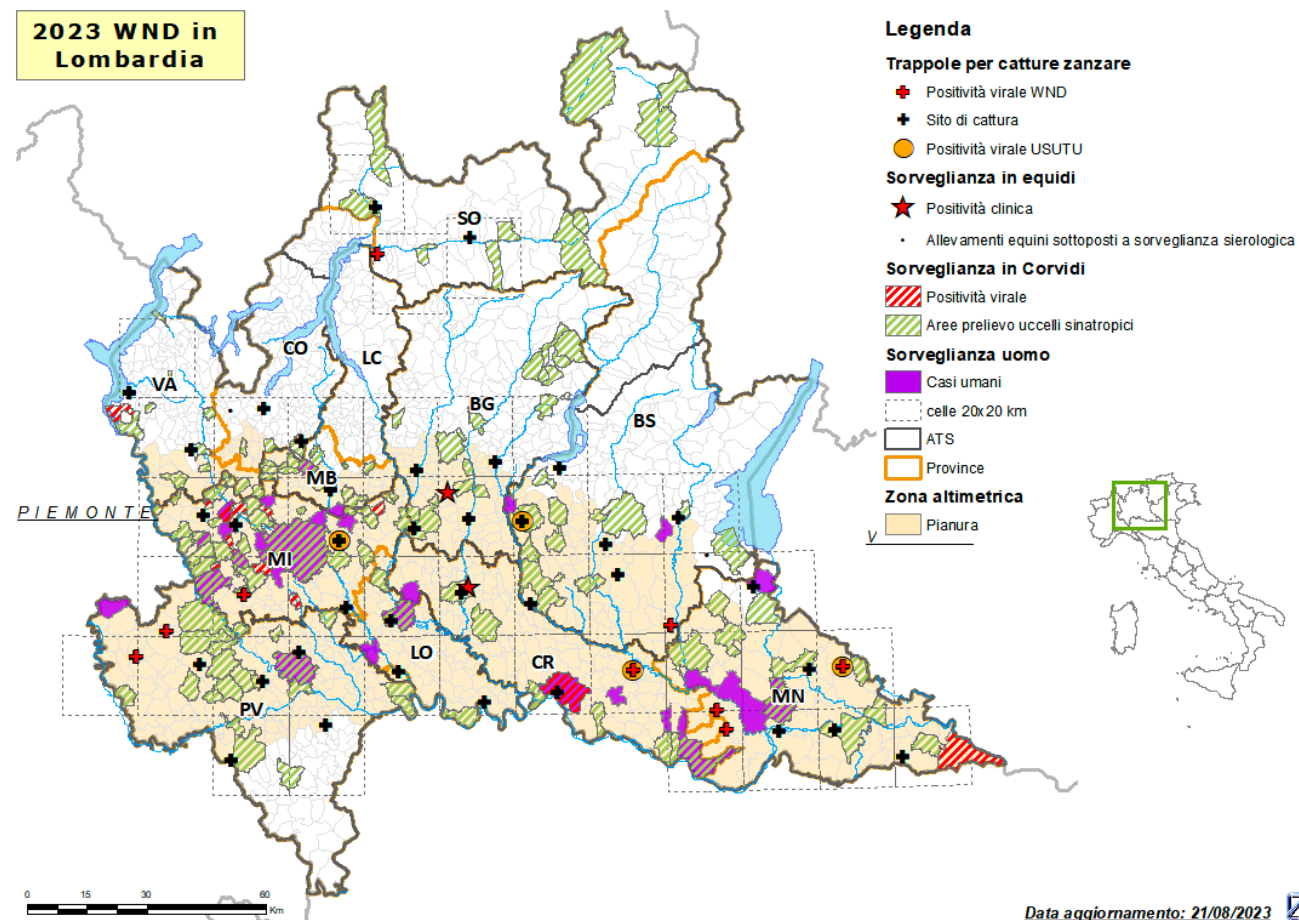 2023 WND in
Lombardia
Legenda
Trappole per catture zanzare
Positività virale WND
Sito di cattura
Positività virale USUTU
Sorveglianza in equidi
Positività clinica
Allevamenti equini sottoposti a sorveglianza sierologica
Sorveglianza in Corvidi
Positività virale
Aree prelievo uccelli sinatropici
Sorveglianza uomo
Casi umani
celle 20x20 km
ATS
Province
Zona altimetrica
Pianura
SO
CO
LC
VA
BG
BS
MB
PIEMONTE
V
MI
LO
CR
MN
PV
0 15 30 60
Km
Data aggiornamento: 21/08/2023